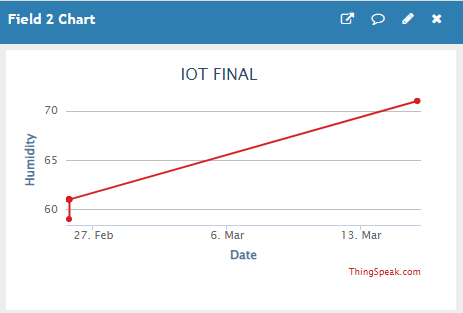 Field 2 Chart
IOT FINAL
70
65
60
Humidity
27. Feb
6. Mar
13. Mar
Date
ThingSpeak.com